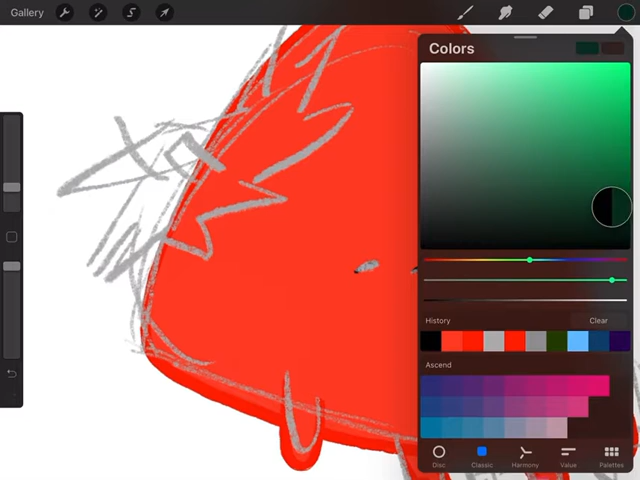 Gallery
Colors
History
Clear
Ascend
Disc
Classic
Harmony
Value
Palettes